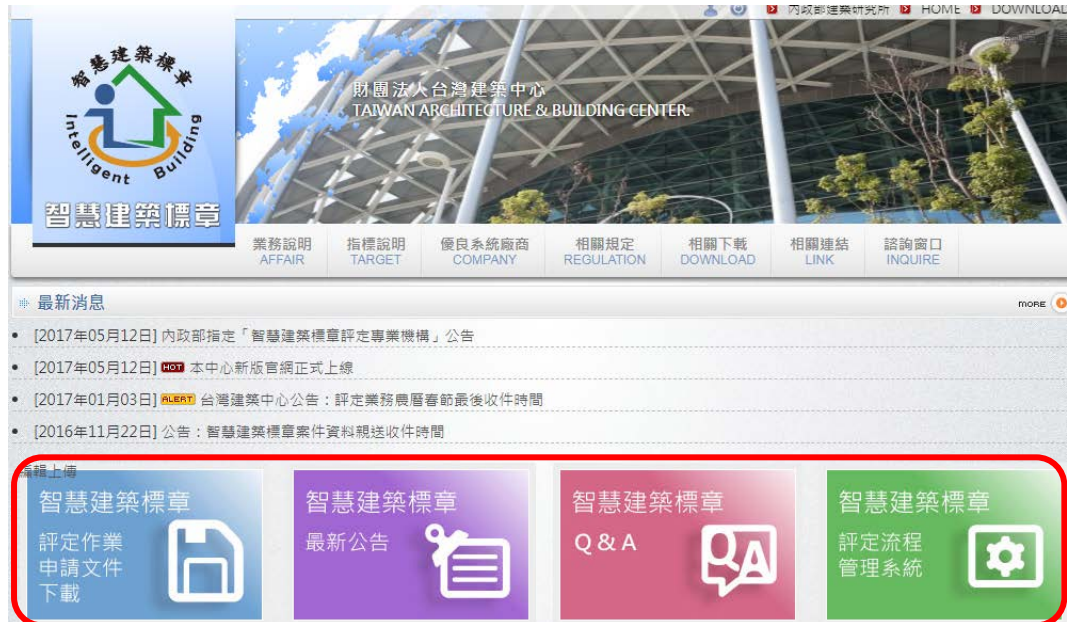 內政部建築研究所 HOME DOWNLOAD
智慧建築標章
Intelligent Building
智慧建築標章
財團法人台灣建築中心
TAIWAN ARCHITECTURE & BUILDING CENTER.
業務說明 指標說明 優良系統廠商 相關規定 相關下載 相關連結 諮詢窗口
AFFAIR TARGET COMPANY REGULATION DOWNLOAD LINK INQUIRE
最新消息 MORE
[2017年05月12日] 內政部指定「智慧建築標章評定專業機構」公告
[2017年05月12日] HOT 本中心新版官網正式上線
[2017年01月03日] ALERT 台灣建築中心公告：評定業務農曆春節最後收件時間
[2016年11月22日] 公告：智慧建築標章案件資料親送收件時間
編輯上傳
智慧建築標章
評定作業
申請文件
下載
智慧建築標章
最新公告
智慧建築標章
Q & A
QA
智慧建築標章
評定流程
管理系統